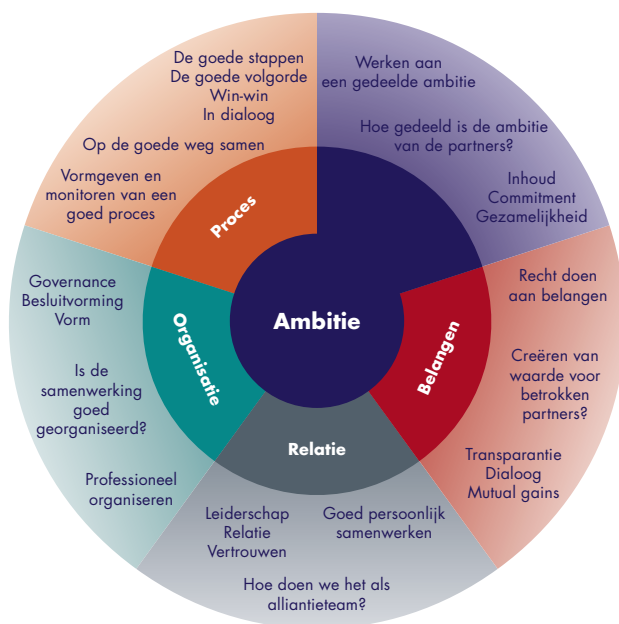 De goede stappen
De goede volgorde
Win-win
In dialoog
Op de goede weg samen
Vormgeven en
monitoren van een
goed proces
Proces
Werken aan
een gedeelde ambitie
Hoe gedeeld is de ambitie
van de partners?
Inhoud
Commitment
Gezamelijkheid
Ambitie
Belangen
Recht doen
aan belangen
Creëren van
waarde voor
betrokken
partners?
Transparantie
Dialoog
Mutual gains
Relatie
Leiderschap
Relatie
Vertrouwen
Goed persoonlijk
samenwerken
Hoe doen we het als
alliantieteam?
Organisatie
Governance
Besluitvorming
Vorm
Is de
samenwerking
goed
georganiseerd?
Professioneel
organiseren